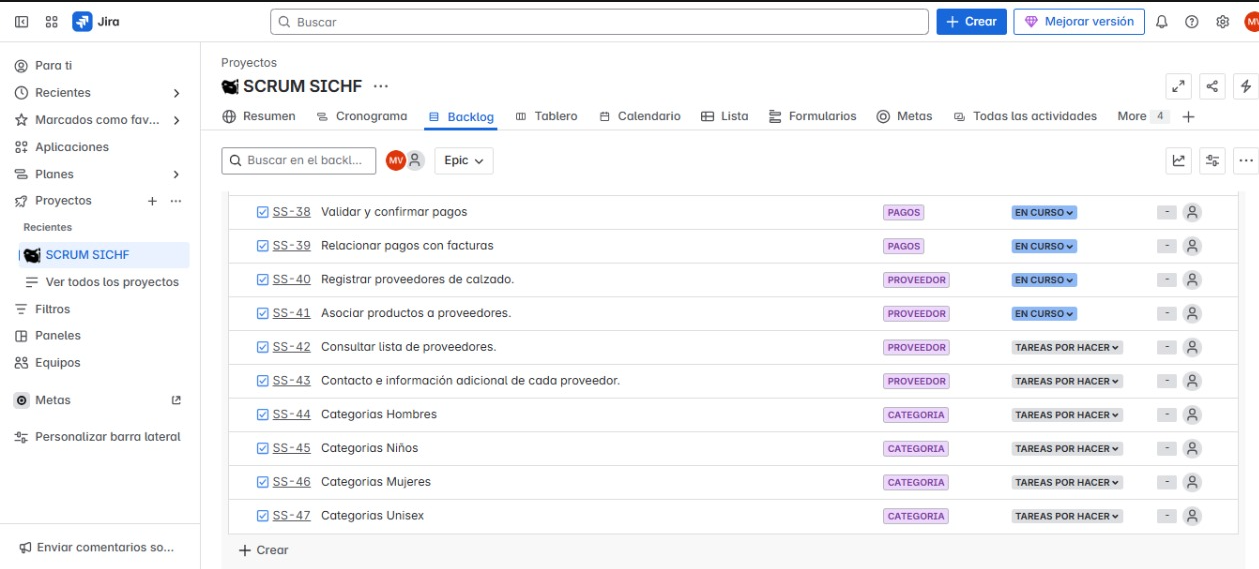 Jira
Buscar
Crear
Mejorar versión
MV
Para ti
Recientes
Marcados como fav...
Aplicaciones
Planes
Proyectos
Recientes
SCRUM SICHF
Ver todos los proyectos
Filtros
Paneles
Equipos
Metas
Personalizar barra lateral
Enviar comentarios so...
Proyectos
SCRUM SICHF
Resumen Cronograma Backlog Tablero Calendario Lista Formularios Metas Todas las actividades More 4
Buscar en el backl... MV Epic
SS-38 Validar y confirmar pagos PAGOS EN CURSO -
SS-39 Relacionar pagos con facturas PAGOS EN CURSO -
SS-40 Registrar proveedores de calzado. PROVEEDOR EN CURSO -
SS-41 Asociar productos a proveedores. PROVEEDOR EN CURSO -
SS-42 Consultar lista de proveedores. PROVEEDOR TAREAS POR HACER -
SS-43 Contacto e información adicional de cada proveedor. PROVEEDOR TAREAS POR HACER -
SS-44 Categorias Hombres CATEGORIA TAREAS POR HACER -
SS-45 Categorias Niños CATEGORIA TAREAS POR HACER -
SS-46 Categorias Mujeres CATEGORIA TAREAS POR HACER -
SS-47 Categorias Unisex CATEGORIA TAREAS POR HACER -
Crear